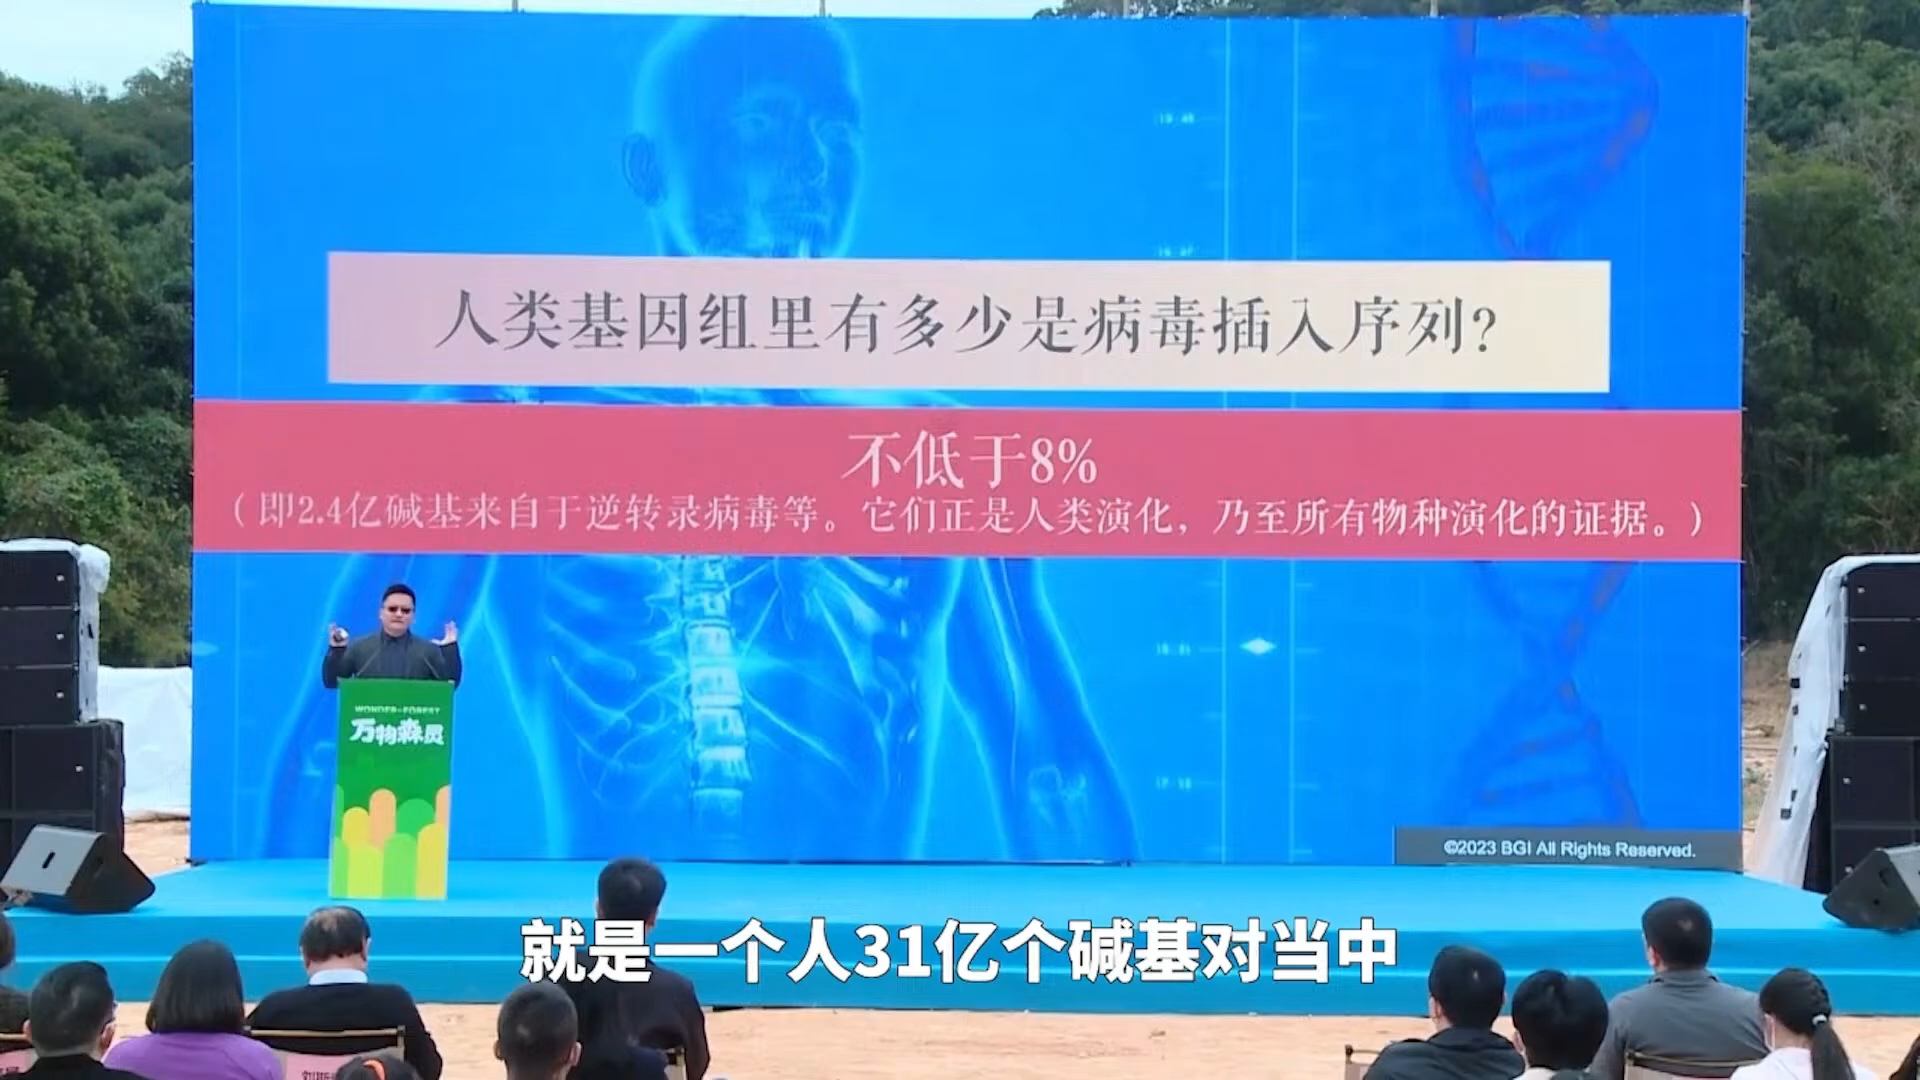 人类基因组里有多少是病毒插入序列?
不低于8%
(即2.4亿碱基来自于逆转录病毒等。它们正是人类演化，乃至所有物种演化的证据。)
WONDER-FOREST
万物森灵
©2023 BGI All Rights Reserved.
就是一个人31亿个碱基对当中